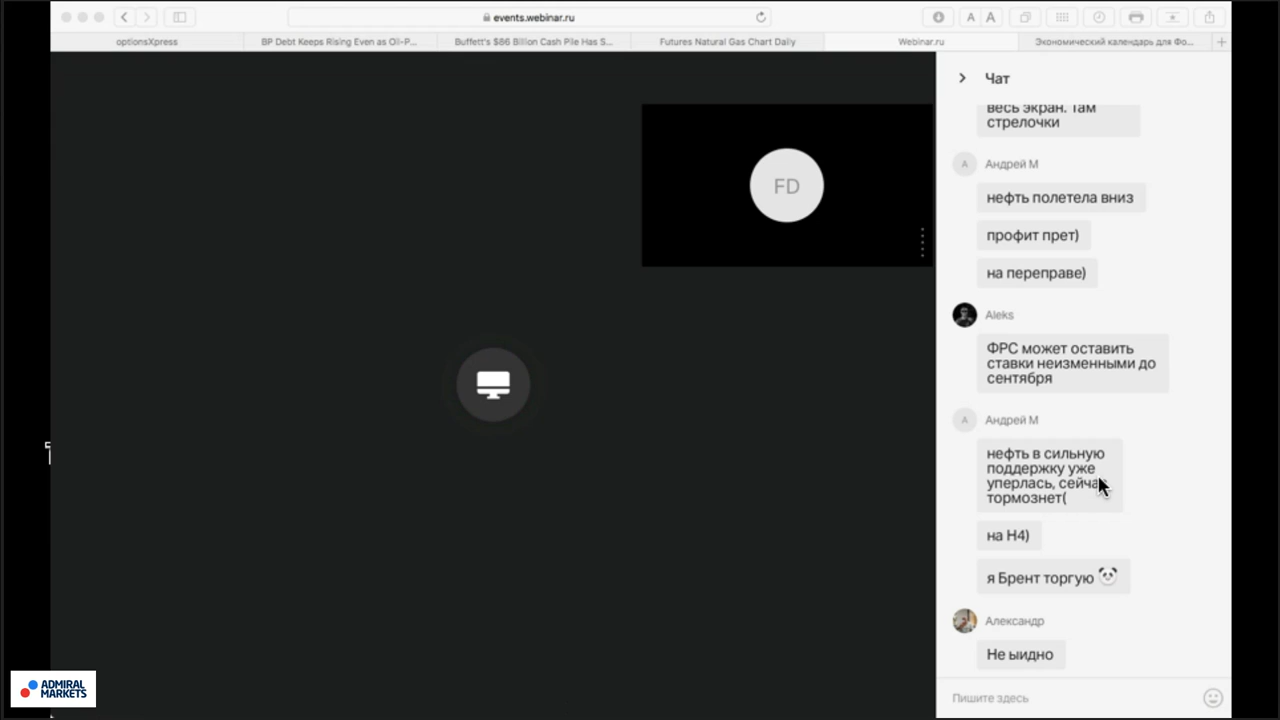 events.webinar.ru
A A
optionsXpress
BP Debt Keeps Rising Even as Oil-P...
Buffett's $86 Billion Cash Pile Has S...
Futures Natural Gas Chart Daily
Webinar.ru
Экономический календарь для Фо...
Чат
весь экран. Там
стрелочки
А
Андрей М
нефть полетела вниз
профит прет)
на переправе)
Aleks
ФРС может оставить
ставки неизменными до
сентября
А
Андрей М
нефть в сильную
поддержку уже
уперлась, сейча
тормознет(
на Н4)
я Брент торгую
Александр
Не ыидно
Пишите здесь
FD
ADMIRAL
MARKETS